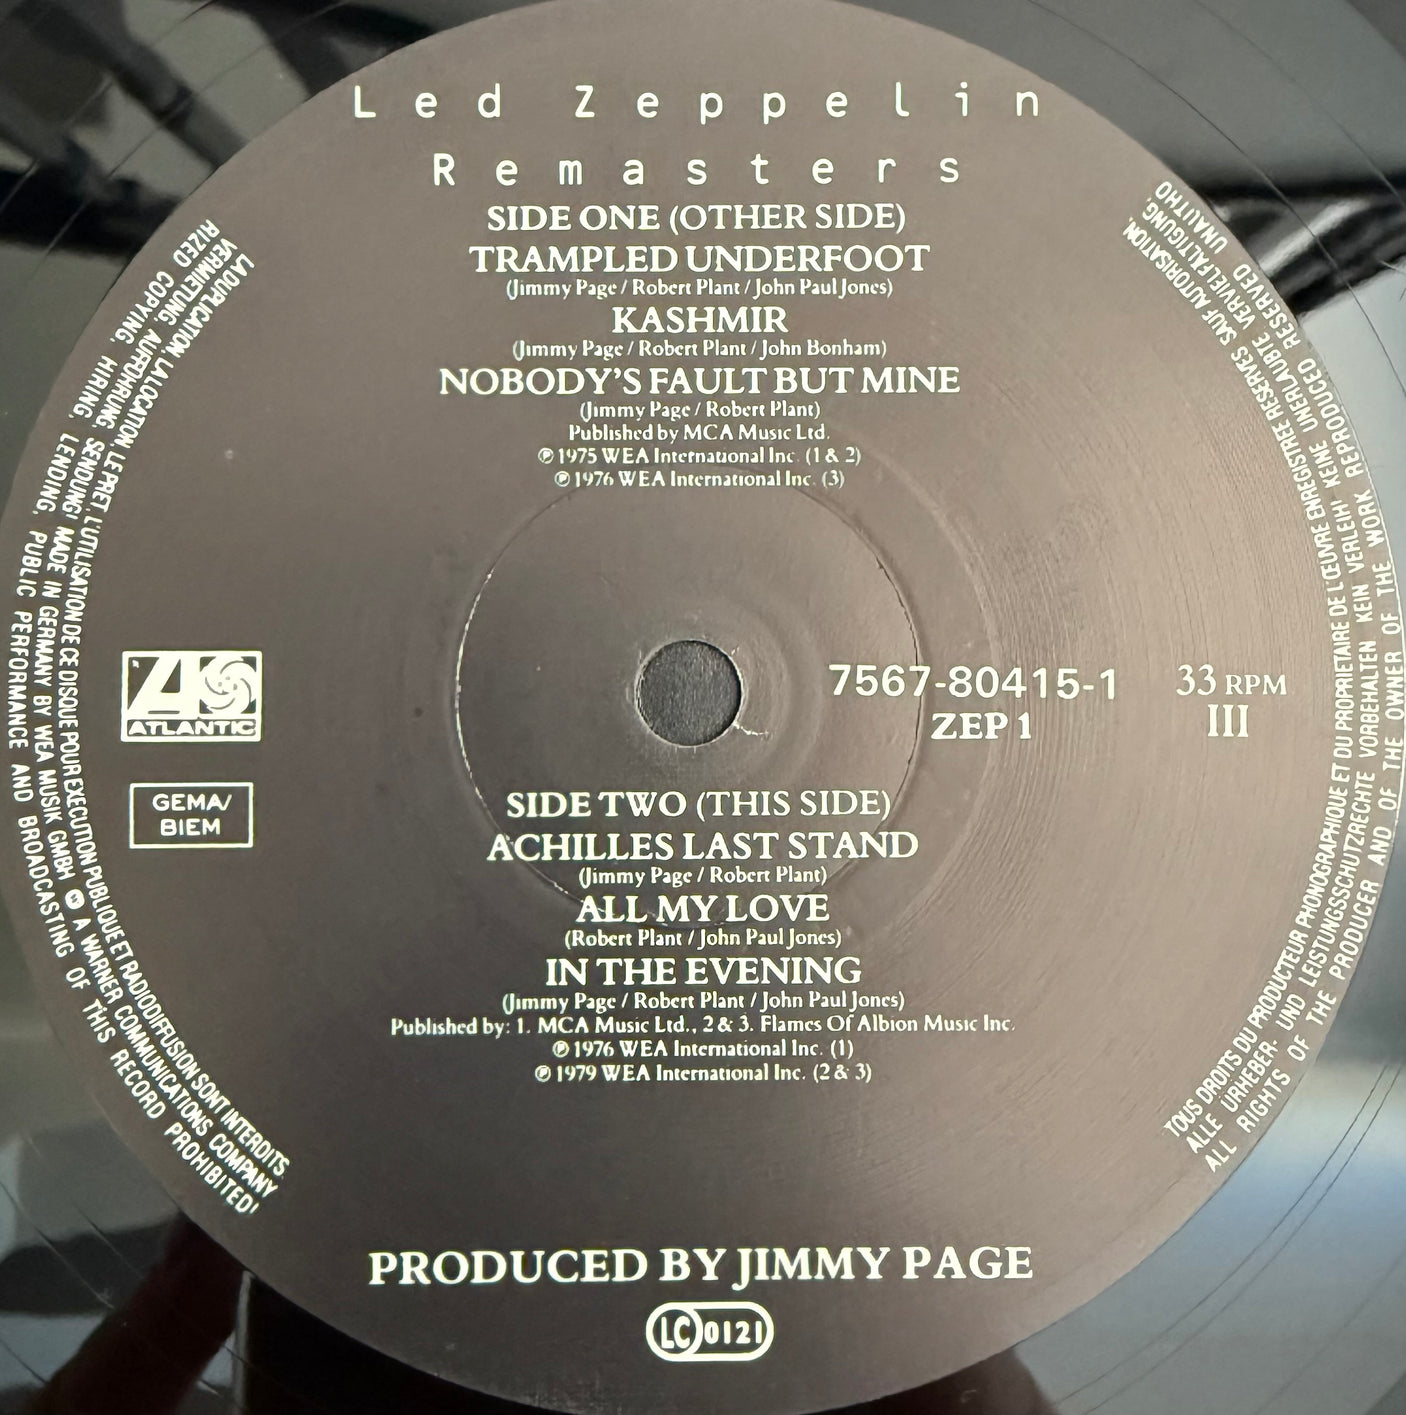 Led Zeppelin
Remasters
SIDE ONE (OTHER SIDE)
TRAMPLED UNDERFOOT
(Jimmy Page / Robert Plant / John Paul Jones)
KASHMIR
(Jimmy Page / Robert Plant / John Bonham)
NOBODY'S FAULT BUT MINE
(Jimmy Page / Robert Plant)
Published by MCA Music Ltd.
℗ 1975 WEA International Inc. (1 & 2)
℗ 1976 WEA International Inc. (3)
ATLANTIC
GEMA/
BIEM
7567-80415-1
ZEP 1
33 RPM
III
SIDE TWO (THIS SIDE)
ACHILLES LAST STAND
(Jimmy Page / Robert Plant)
ALL MY LOVE
(Robert Plant / John Paul Jones)
IN THE EVENING
(Jimmy Page / Robert Plant / John Paul Jones)
Published by: 1. MCA Music Ltd., 2 & 3. Flames Of Albion Music Inc.
℗ 1976 WEA International Inc. (1)
℗ 1979 WEA International Inc. (2 & 3)
PRODUCED BY JIMMY PAGE
LC 0121
TOUS DROITS DU PRODUCTEUR PHONOGRAPHIQUE ET DU PROPRIETAIRE DE L'ŒUVRE ENREGISTREE RESERVES SAUF AUTORISATION,
LA DUPLICATION, LA LOCATION, LE PRET, L'UTILISATION DE CE DISQUE POUR EXECUTION PUBLIQUE ET RADIODIFFUSION SONT INTERDITS.
ALLE URHEBER- UND LEISTUNGSSCHUTZRECHTE VORBEHALTEN KEIN VERLEIH! KEINE UNERLAUBTE VERVIELFÄLTIGUNG,
VERMIETUNG, AUFFÜHRUNG, SENDUNG! MADE IN GERMANY BY WEA MUSIK GMBH A WARNER COMMUNICATIONS COMPANY
ALL RIGHTS OF THE PRODUCER AND OF THE OWNER OF THE WORK REPRODUCED RESERVED UNAUTHO
RIZED COPYING, HIRING, LENDING, PUBLIC PERFORMANCE AND BROADCASTING OF THIS RECORD PROHIBITED!